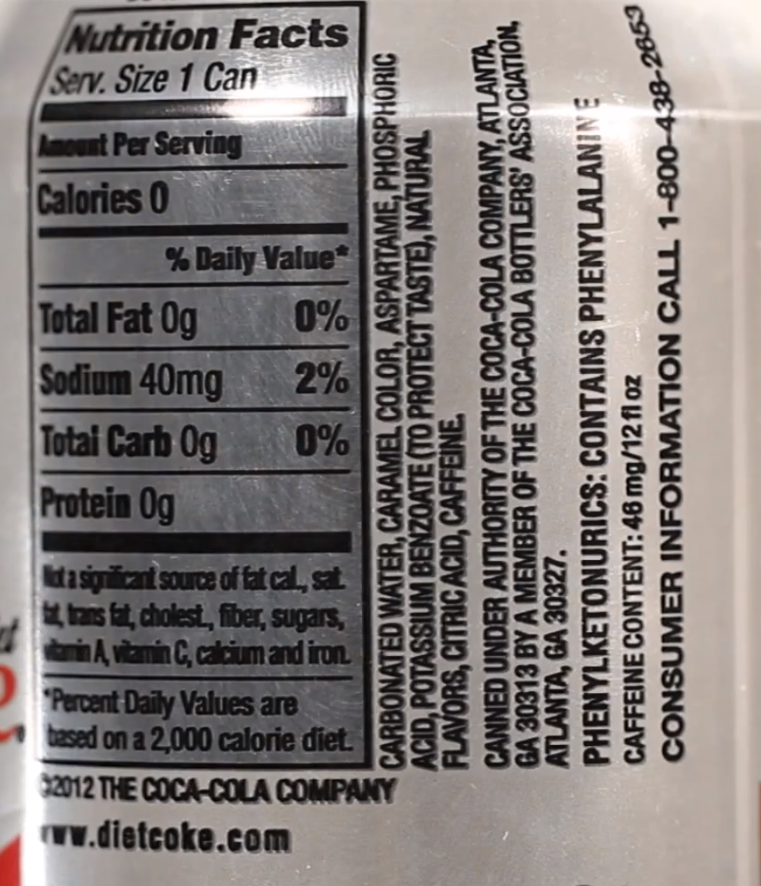 Nutrition Facts
Serv. Size 1 Can
Amount Per Serving
Calories 0
% Daily Value*
Total Fat 0g 0%
Sodium 40mg 2%
Total Carb 0g 0%
Protein 0g
Not a significant source of fat cal., sat.
fat, trans fat, cholest., fiber, sugars,
vitamin A, vitamin C, calcium and iron.
*Percent Daily Values are
based on a 2,000 calorie diet.
©2012 THE COCA-COLA COMPANY
www.dietcoke.com
CARBONATED WATER, CARAMEL COLOR, ASPARTAME, PHOSPHORIC
ACID, POTASSIUM BENZOATE (TO PROTECT TASTE), NATURAL
FLAVORS, CITRIC ACID, CAFFEINE.
CANNED UNDER AUTHORITY OF THE COCA-COLA COMPANY, ATLANTA,
GA 30313 BY A MEMBER OF THE COCA-COLA BOTTLERS' ASSOCIATION,
ATLANTA, GA 30327.
PHENYLKETONURICS: CONTAINS PHENYLALANINE
CAFFEINE CONTENT: 46 mg/12 fl oz
CONSUMER INFORMATION CALL 1-800-438-2653